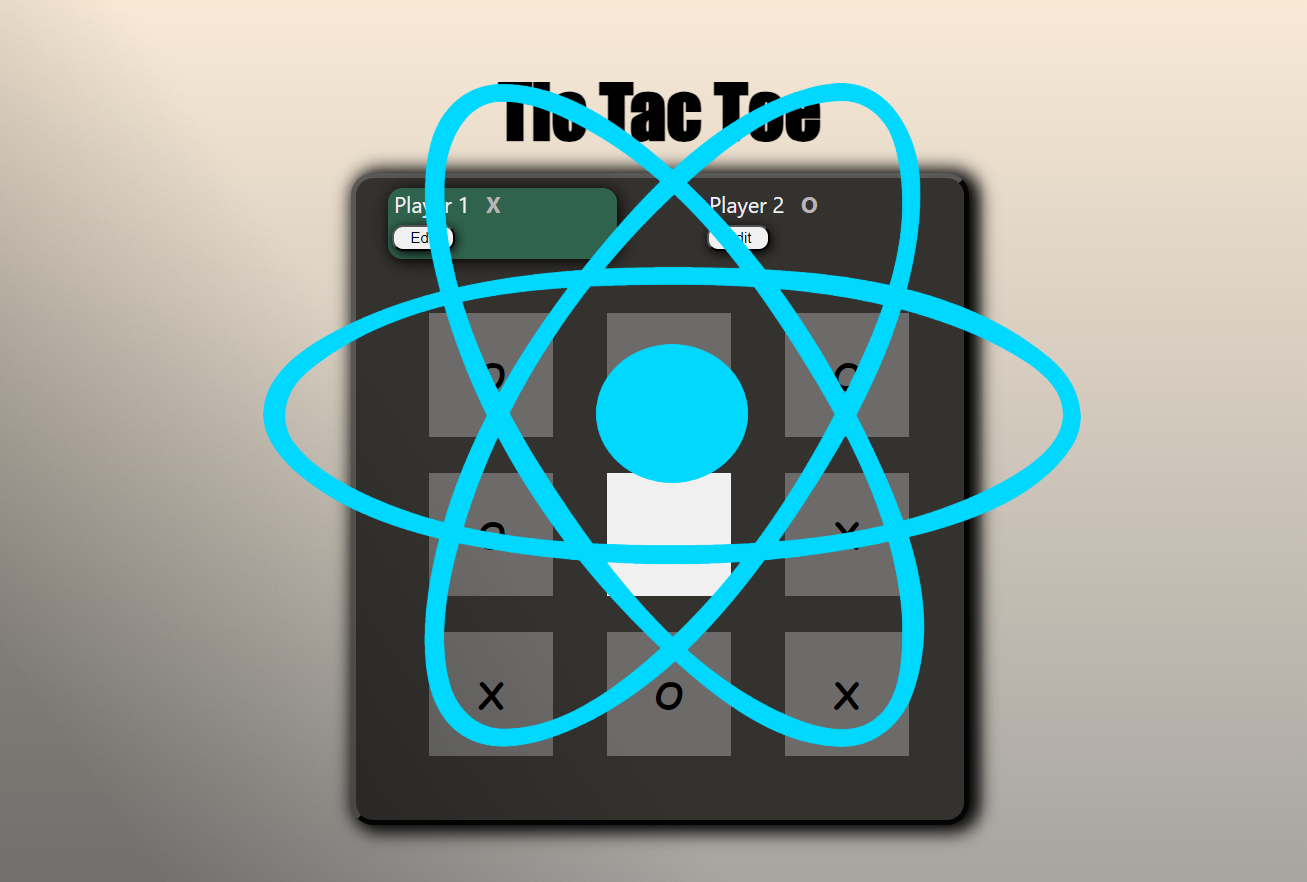 Tic Tac Toe
Player 1 X Player 2 O
Edit Edit
O O
O X
X O X